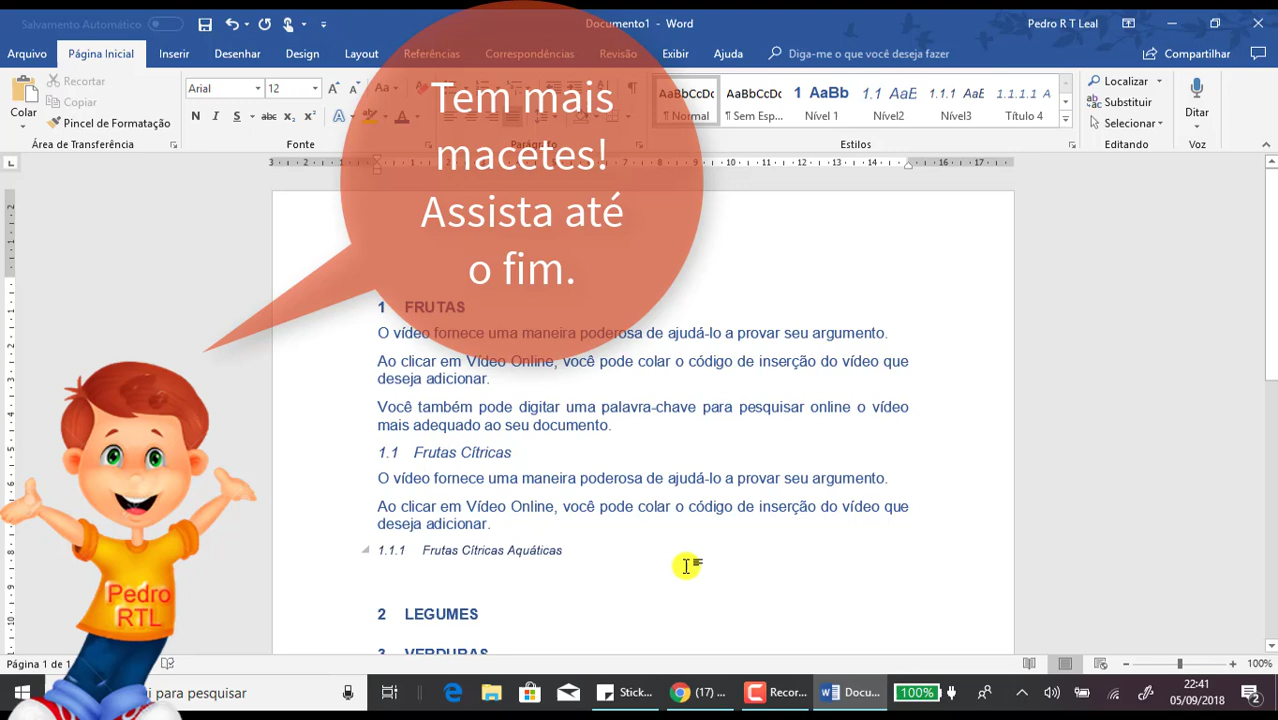 Salvamento Automático
Documento1 - Word
Pedro R T Leal
Arquivo
Página Inicial
Inserir
Desenhar
Design
Layout
Referências
Correspondências
Revisão
Exibir
Ajuda
Diga-me o que você deseja fazer
Compartilhar
Colar
Recortar
Copiar
Pincel de Formatação
Área de Transferência
Arial
12
Aa
N I S abc x₂ x²
Fonte
Parágrafo
AaBbCcDc
¶ Normal
AaBbCcDc
¶ Sem Esp...
1 AaBb
Nível 1
1.1 AaE
Nível2
1.1.1 AaE
Nível3
1.1.1.1 A
Título 4
Estilos
Localizar
Substituir
Selecionar
Editando
Ditar
Voz
Tem mais
macetes!
Assista até
o fim.
1 FRUTAS
O vídeo fornece uma maneira poderosa de ajudá-lo a provar seu argumento.
Ao clicar em Vídeo Online, você pode colar o código de inserção do vídeo que
deseja adicionar.
Você também pode digitar uma palavra-chave para pesquisar online o vídeo
mais adequado ao seu documento.
1.1 Frutas Cítricas
O vídeo fornece uma maneira poderosa de ajudá-lo a provar seu argumento.
Ao clicar em Vídeo Online, você pode colar o código de inserção do vídeo que
deseja adicionar.
1.1.1 Frutas Cítricas Aquáticas
2 LEGUMES
3 VERDURAS
Pedro
RTL
Página 1 de 1
100%
para pesquisar
Stick...
(17) ...
Recor...
Docu...
100%
22:41
05/09/2018
2